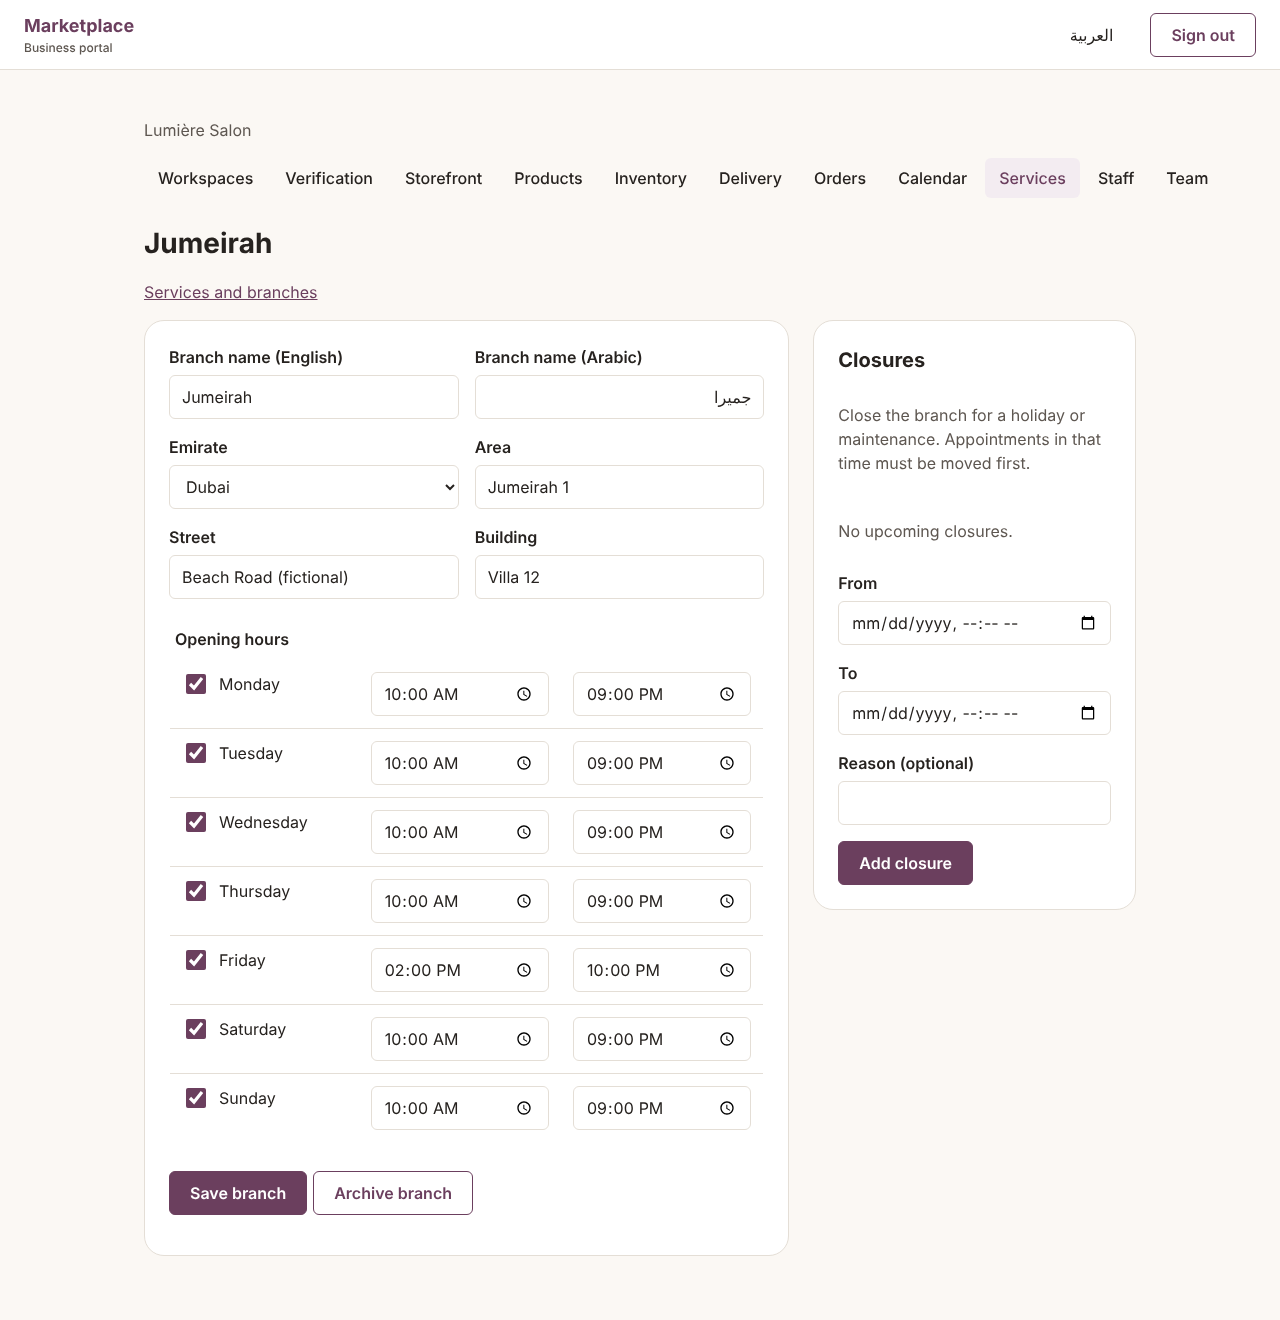 Marketplace
Business portal
العربية
Sign out
Lumière Salon
Workspaces Verification Storefront Products Inventory Delivery Orders Calendar Services Staff Team
Jumeirah
Services and branches
Branch name (English) Branch name (Arabic)
Jumeirah جميرا
Emirate Area
Dubai Jumeirah 1
Street Building
Beach Road (fictional) Villa 12
Opening hours
Monday 10:00 AM 09:00 PM
Tuesday 10:00 AM 09:00 PM
Wednesday 10:00 AM 09:00 PM
Thursday 10:00 AM 09:00 PM
Friday 02:00 PM 10:00 PM
Saturday 10:00 AM 09:00 PM
Sunday 10:00 AM 09:00 PM
Save branch Archive branch
Closures
Close the branch for a holiday or
maintenance. Appointments in that
time must be moved first.
No upcoming closures.
From
mm/dd/yyyy, --:-- --
To
mm/dd/yyyy, --:-- --
Reason (optional)
Add closure